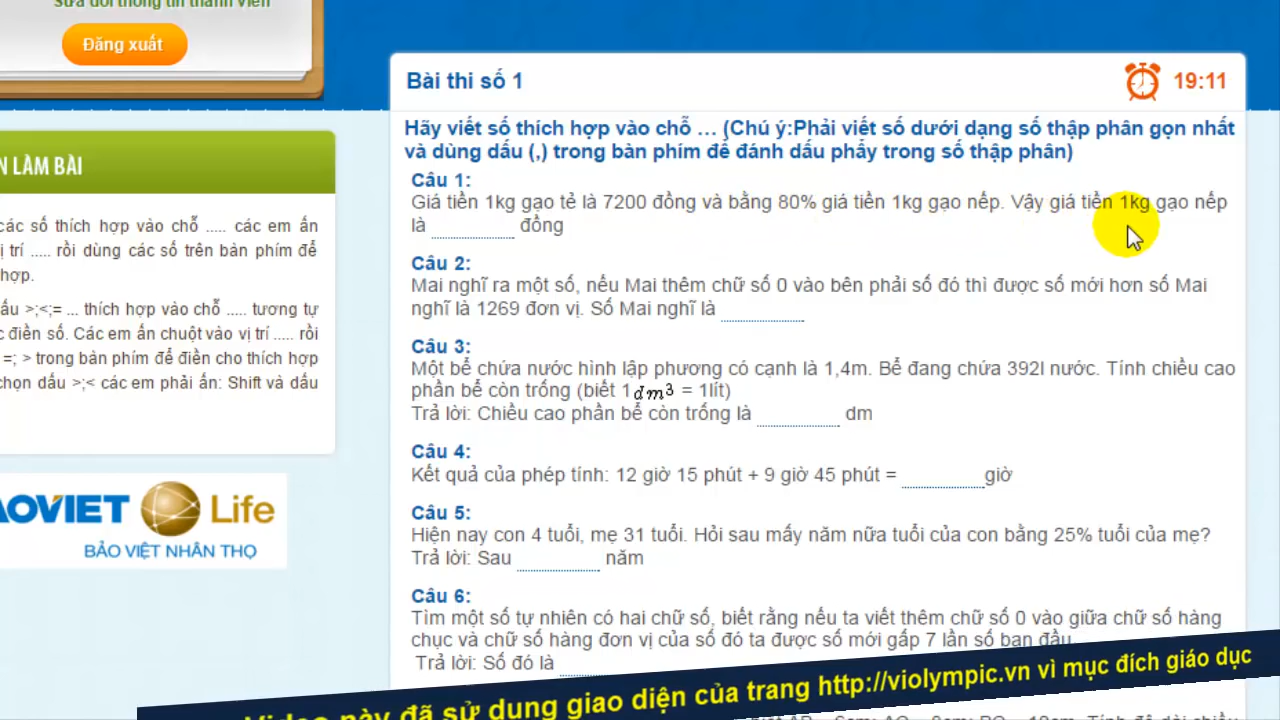 Sửa đổi thông tin thành viên
Đăng xuất
Bài thi số 1
19:11
Hãy viết số thích hợp vào chỗ … (Chú ý:Phải viết số dưới dạng số thập phân gọn nhất
và dùng dấu (,) trong bàn phím để đánh dấu phẩy trong số thập phân)
N LÀM BÀI
các số thích hợp vào chỗ ..... các em ấn
ị trí ..... rồi dùng các số trên bàn phím để
hợp.
ấu >;<;= ... thích hợp vào chỗ ..... tương tự
c điền số. Các em ấn chuột vào vị trí ..... rồi
=; > trong bàn phím để điền cho thích hợp
chọn dấu >;< các em phải ấn: Shift và dấu
AOVIET Life
BẢO VIỆT NHÂN THỌ
Câu 1:
Giá tiền 1kg gạo tẻ là 7200 đồng và bằng 80% giá tiền 1kg gạo nếp. Vậy giá tiền 1kg gạo nếp
là ............... đồng
Câu 2:
Mai nghĩ ra một số, nếu Mai thêm chữ số 0 vào bên phải số đó thì được số mới hơn số Mai
nghĩ là 1269 đơn vị. Số Mai nghĩ là ...............
Câu 3:
Một bể chứa nước hình lập phương có cạnh là 1,4m. Bể đang chứa 392l nước. Tính chiều cao
phần bể còn trống (biết 1dm³ = 1lít)
Trả lời: Chiều cao phần bể còn trống là ............... dm
Câu 4:
Kết quả của phép tính: 12 giờ 15 phút + 9 giờ 45 phút = ...............giờ
Câu 5:
Hiện nay con 4 tuổi, mẹ 31 tuổi. Hỏi sau mấy năm nữa tuổi của con bằng 25% tuổi của mẹ?
Trả lời: Sau ............... năm
Câu 6:
Tìm một số tự nhiên có hai chữ số, biết rằng nếu ta viết thêm chữ số 0 vào giữa chữ số hàng
chục và chữ số hàng đơn vị của số đó ta được số mới gấp 7 lần số ban đầu.
Trả lời: Số đó là
Video này đã sử dụng giao diện của trang http://violympic.vn vì mục đích giáo dục